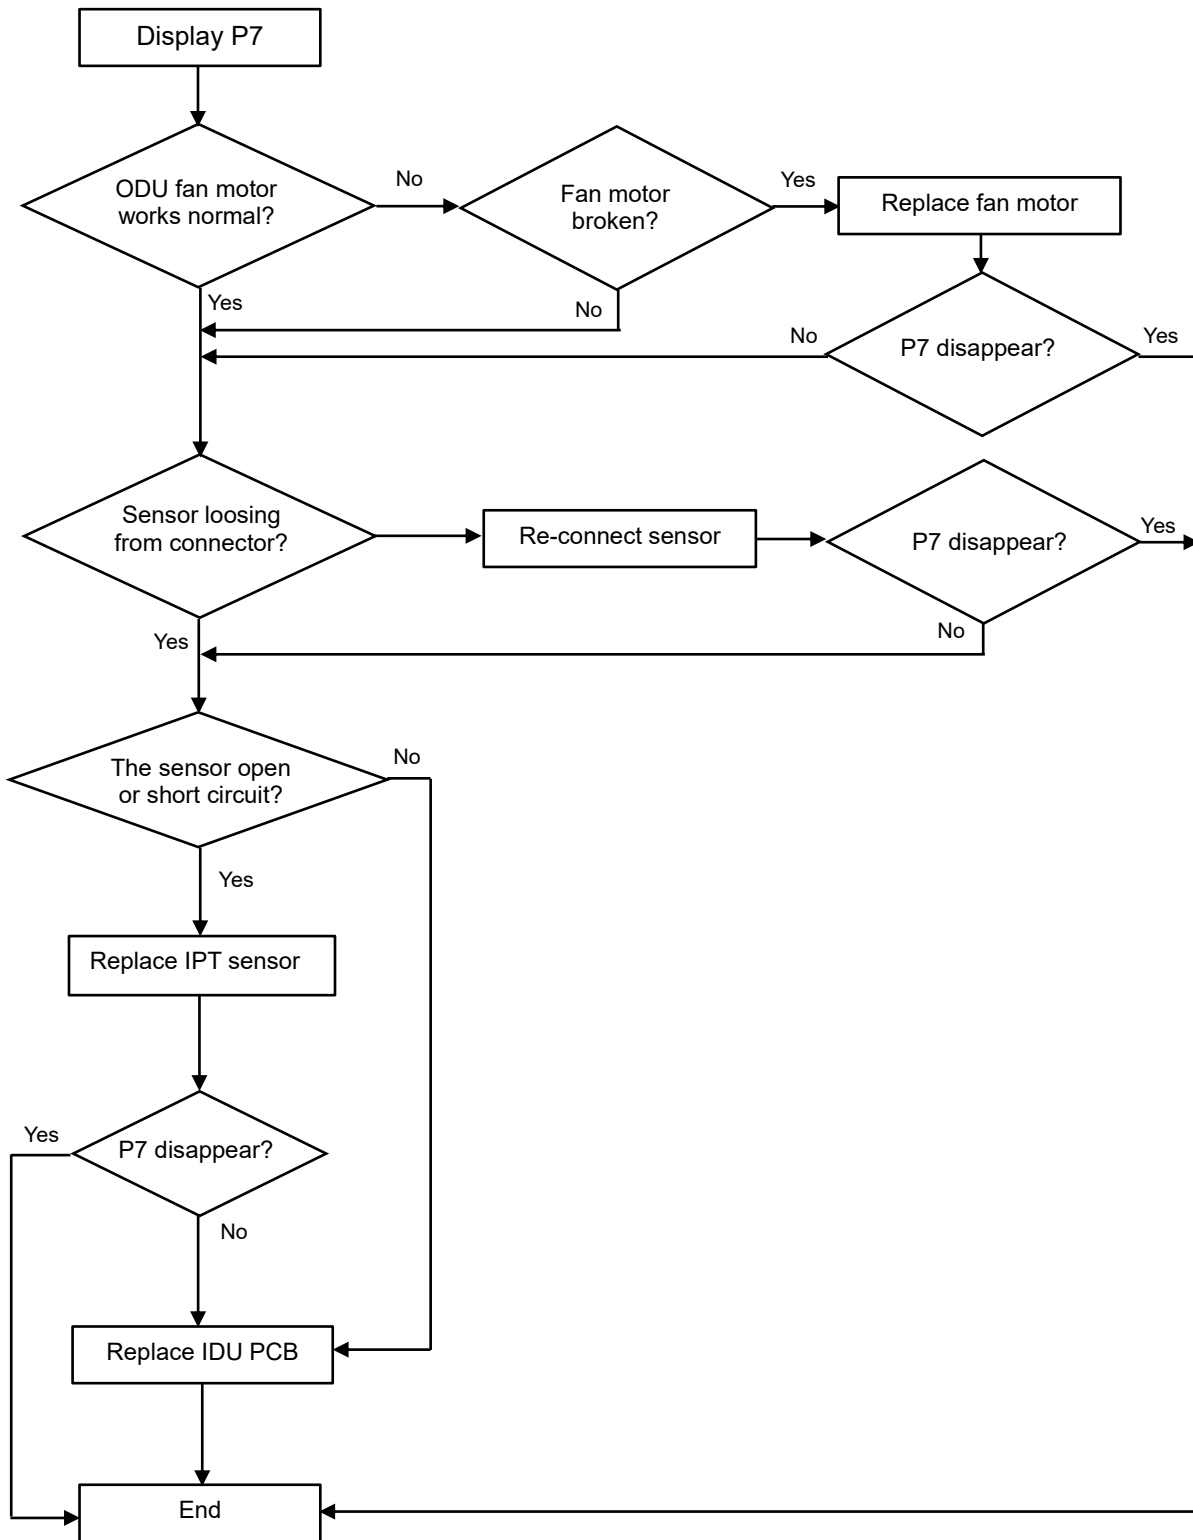 Display P7
ODU fan motor
works normal?
No
Fan motor
broken?
Yes
Replace fan motor
Yes
No
No
P7 disappear?
Yes
Sensor loosing
from connector?
Re-connect sensor
P7 disappear?
Yes
Yes
No
The sensor open
or short circuit?
No
Yes
Replace IPT sensor
Yes
P7 disappear?
No
Replace IDU PCB
End